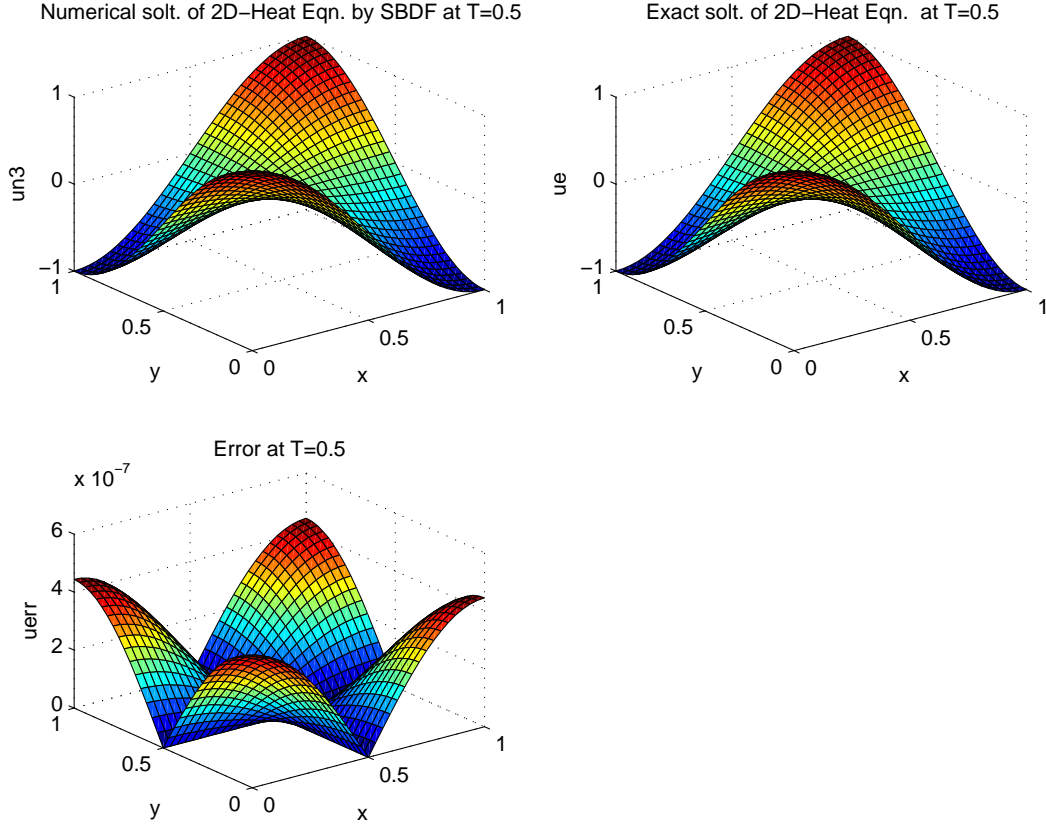 Numerical solt. of 2D−Heat Eqn. by SBDF at T=0.5
1
0
−1
un3
1
0.5
0
y
0
0.5
1
x
Exact solt. of 2D−Heat Eqn.  at T=0.5
1
0
−1
ue
1
0.5
0
y
0
0.5
1
x
Error at T=0.5
x 10^-7
6
4
2
0
uerr
1
0.5
0
y
0
0.5
1
x